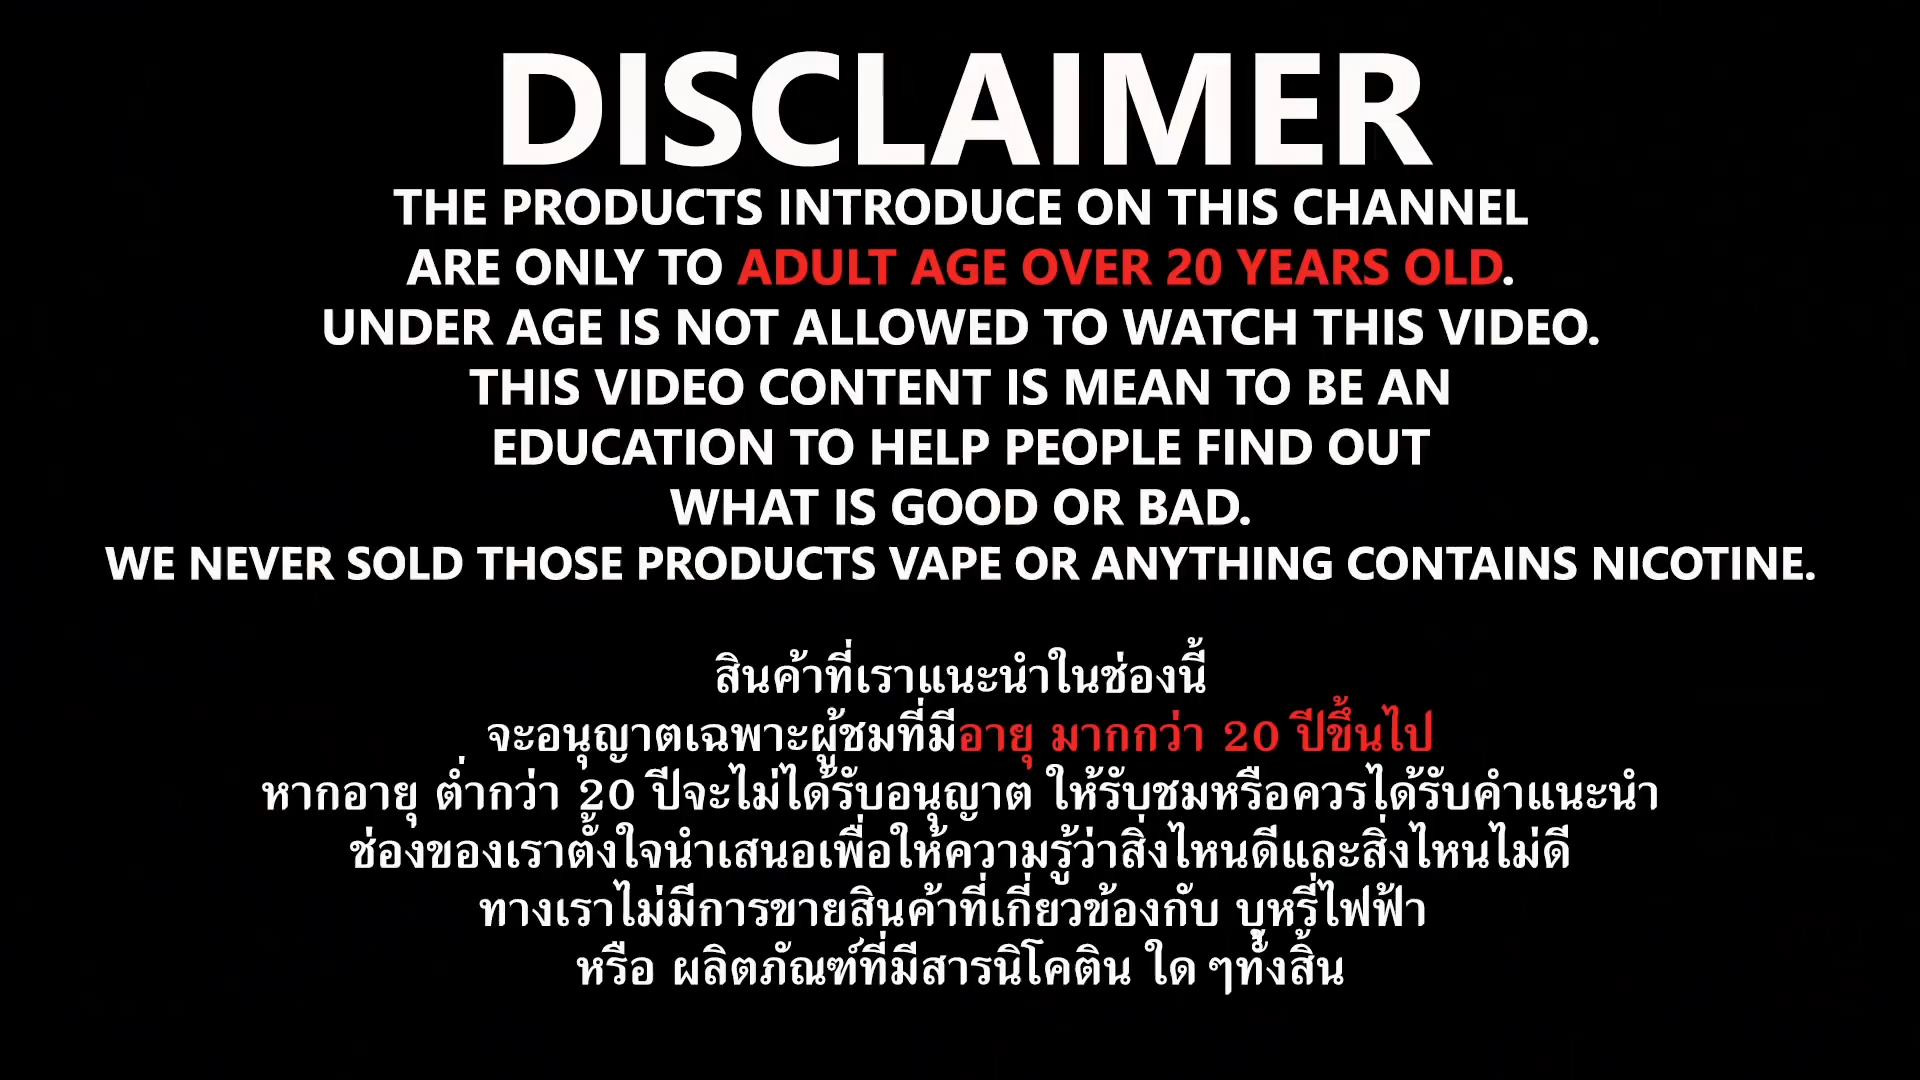 DISCLAIMER
THE PRODUCTS INTRODUCE ON THIS CHANNEL
ARE ONLY TO ADULT AGE OVER 20 YEARS OLD.
UNDER AGE IS NOT ALLOWED TO WATCH THIS VIDEO.
THIS VIDEO CONTENT IS MEAN TO BE AN
EDUCATION TO HELP PEOPLE FIND OUT
WHAT IS GOOD OR BAD.
WE NEVER SOLD THOSE PRODUCTS VAPE OR ANYTHING CONTAINS NICOTINE.
สินค้าที่เราแนะนำในช่องนี้
จะอนุญาตเฉพาะผู้ชมที่มีอายุ มากกว่า 20 ปีขึ้นไป
หากอายุ ต่ำกว่า 20 ปีจะไม่ได้รับอนุญาต ให้รับชมหรือควรได้รับคำแนะนำ
ช่องของเราตั้งใจนำเสนอเพื่อให้ความรู้ว่าสิ่งไหนดีและสิ่งไหนไม่ดี
ทางเราไม่มีการขายสินค้าที่เกี่ยวข้องกับ บุหรี่ไฟฟ้า
หรือ ผลิตภัณฑ์ที่มีสารนิโคติน ใด ๆทั้งสิ้น